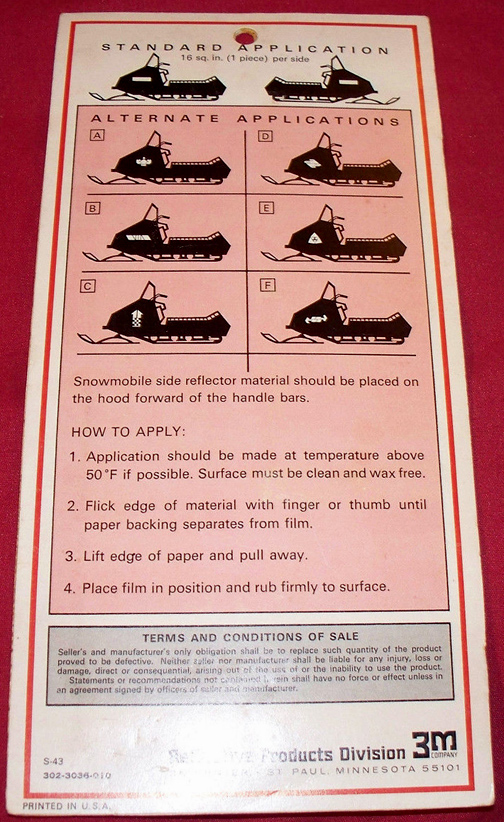 STANDARD APPLICATION
16 sq. in. (1 piece) per side
ALTERNATE APPLICATIONS
A
D
B
E
C
F
Snowmobile side reflector material should be placed on
the hood forward of the handle bars.
HOW TO APPLY:
1. Application should be made at temperature above
50°F if possible. Surface must be clean and wax free.
2. Flick edge of material with finger or thumb until
paper backing separates from film.
3. Lift edge of paper and pull away.
4. Place film in position and rub firmly to surface.
TERMS AND CONDITIONS OF SALE
Seller's and manufacturer's only obligation shall be to replace such quantity of the product
proved to be defective. Neither seller nor manufacturer shall be liable for any injury, loss or
damage, direct or consequential, arising out of the use of or the inability to use the product.
Statements or recommendations not contained herein shall have no force or effect unless in
an agreement signed by officers of seller and manufacturer.
Products Division 3M
COMPANY
ST. PAUL, MINNESOTA 55101
S-43
302-3036-010
PRINTED IN U.S.A.